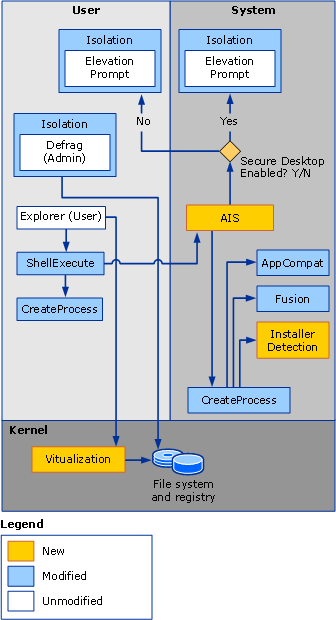 User
System
Isolation
Elevation
Prompt
Isolation
Elevation
Prompt
No
Yes
Isolation
Defrag
(Admin)
Secure Desktop
Enabled? Y/N
Explorer (User)
AIS
ShellExecute
AppCompat
CreateProcess
Fusion
Installer
Detection
CreateProcess
Kernel
Vitualization
File system
and registry
Legend
New
Modified
Unmodified